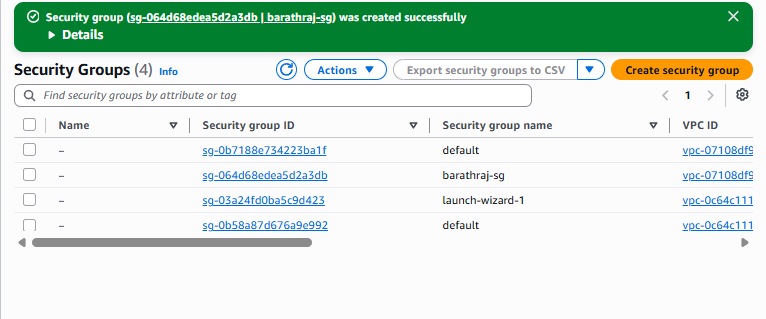 Security group (sg-064d68edea5d2a3db | barathraj-sg) was created successfully
Details
Security Groups (4) Info
Actions
Export security groups to CSV
Create security group
Find security groups by attribute or tag
1
Name Security group ID Security group name VPC ID
– sg-0b7188e734223ba1f default vpc-07108df9
– sg-064d68edea5d2a3db barathraj-sg vpc-07108df9
– sg-03a24fd0ba5c9d423 launch-wizard-1 vpc-0c64c111
– sg-0b58a87d676a9e992 default vpc-0c64c111